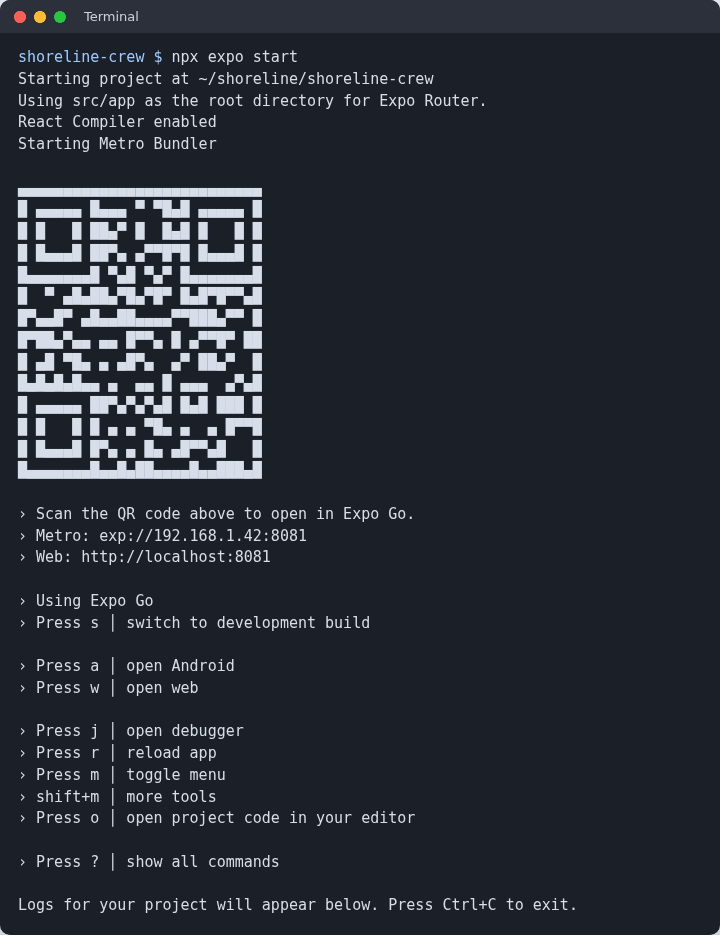 Terminal
shoreline-crew $ npx expo start
Starting project at ~/shoreline/shoreline-crew
Using src/app as the root directory for Expo Router.
React Compiler enabled
Starting Metro Bundler
› Scan the QR code above to open in Expo Go.
› Metro: exp://192.168.1.42:8081
› Web: http://localhost:8081
› Using Expo Go
› Press s │ switch to development build
› Press a │ open Android
› Press w │ open web
› Press j │ open debugger
› Press r │ reload app
› Press m │ toggle menu
› shift+m │ more tools
› Press o │ open project code in your editor
› Press ? │ show all commands
Logs for your project will appear below. Press Ctrl+C to exit.